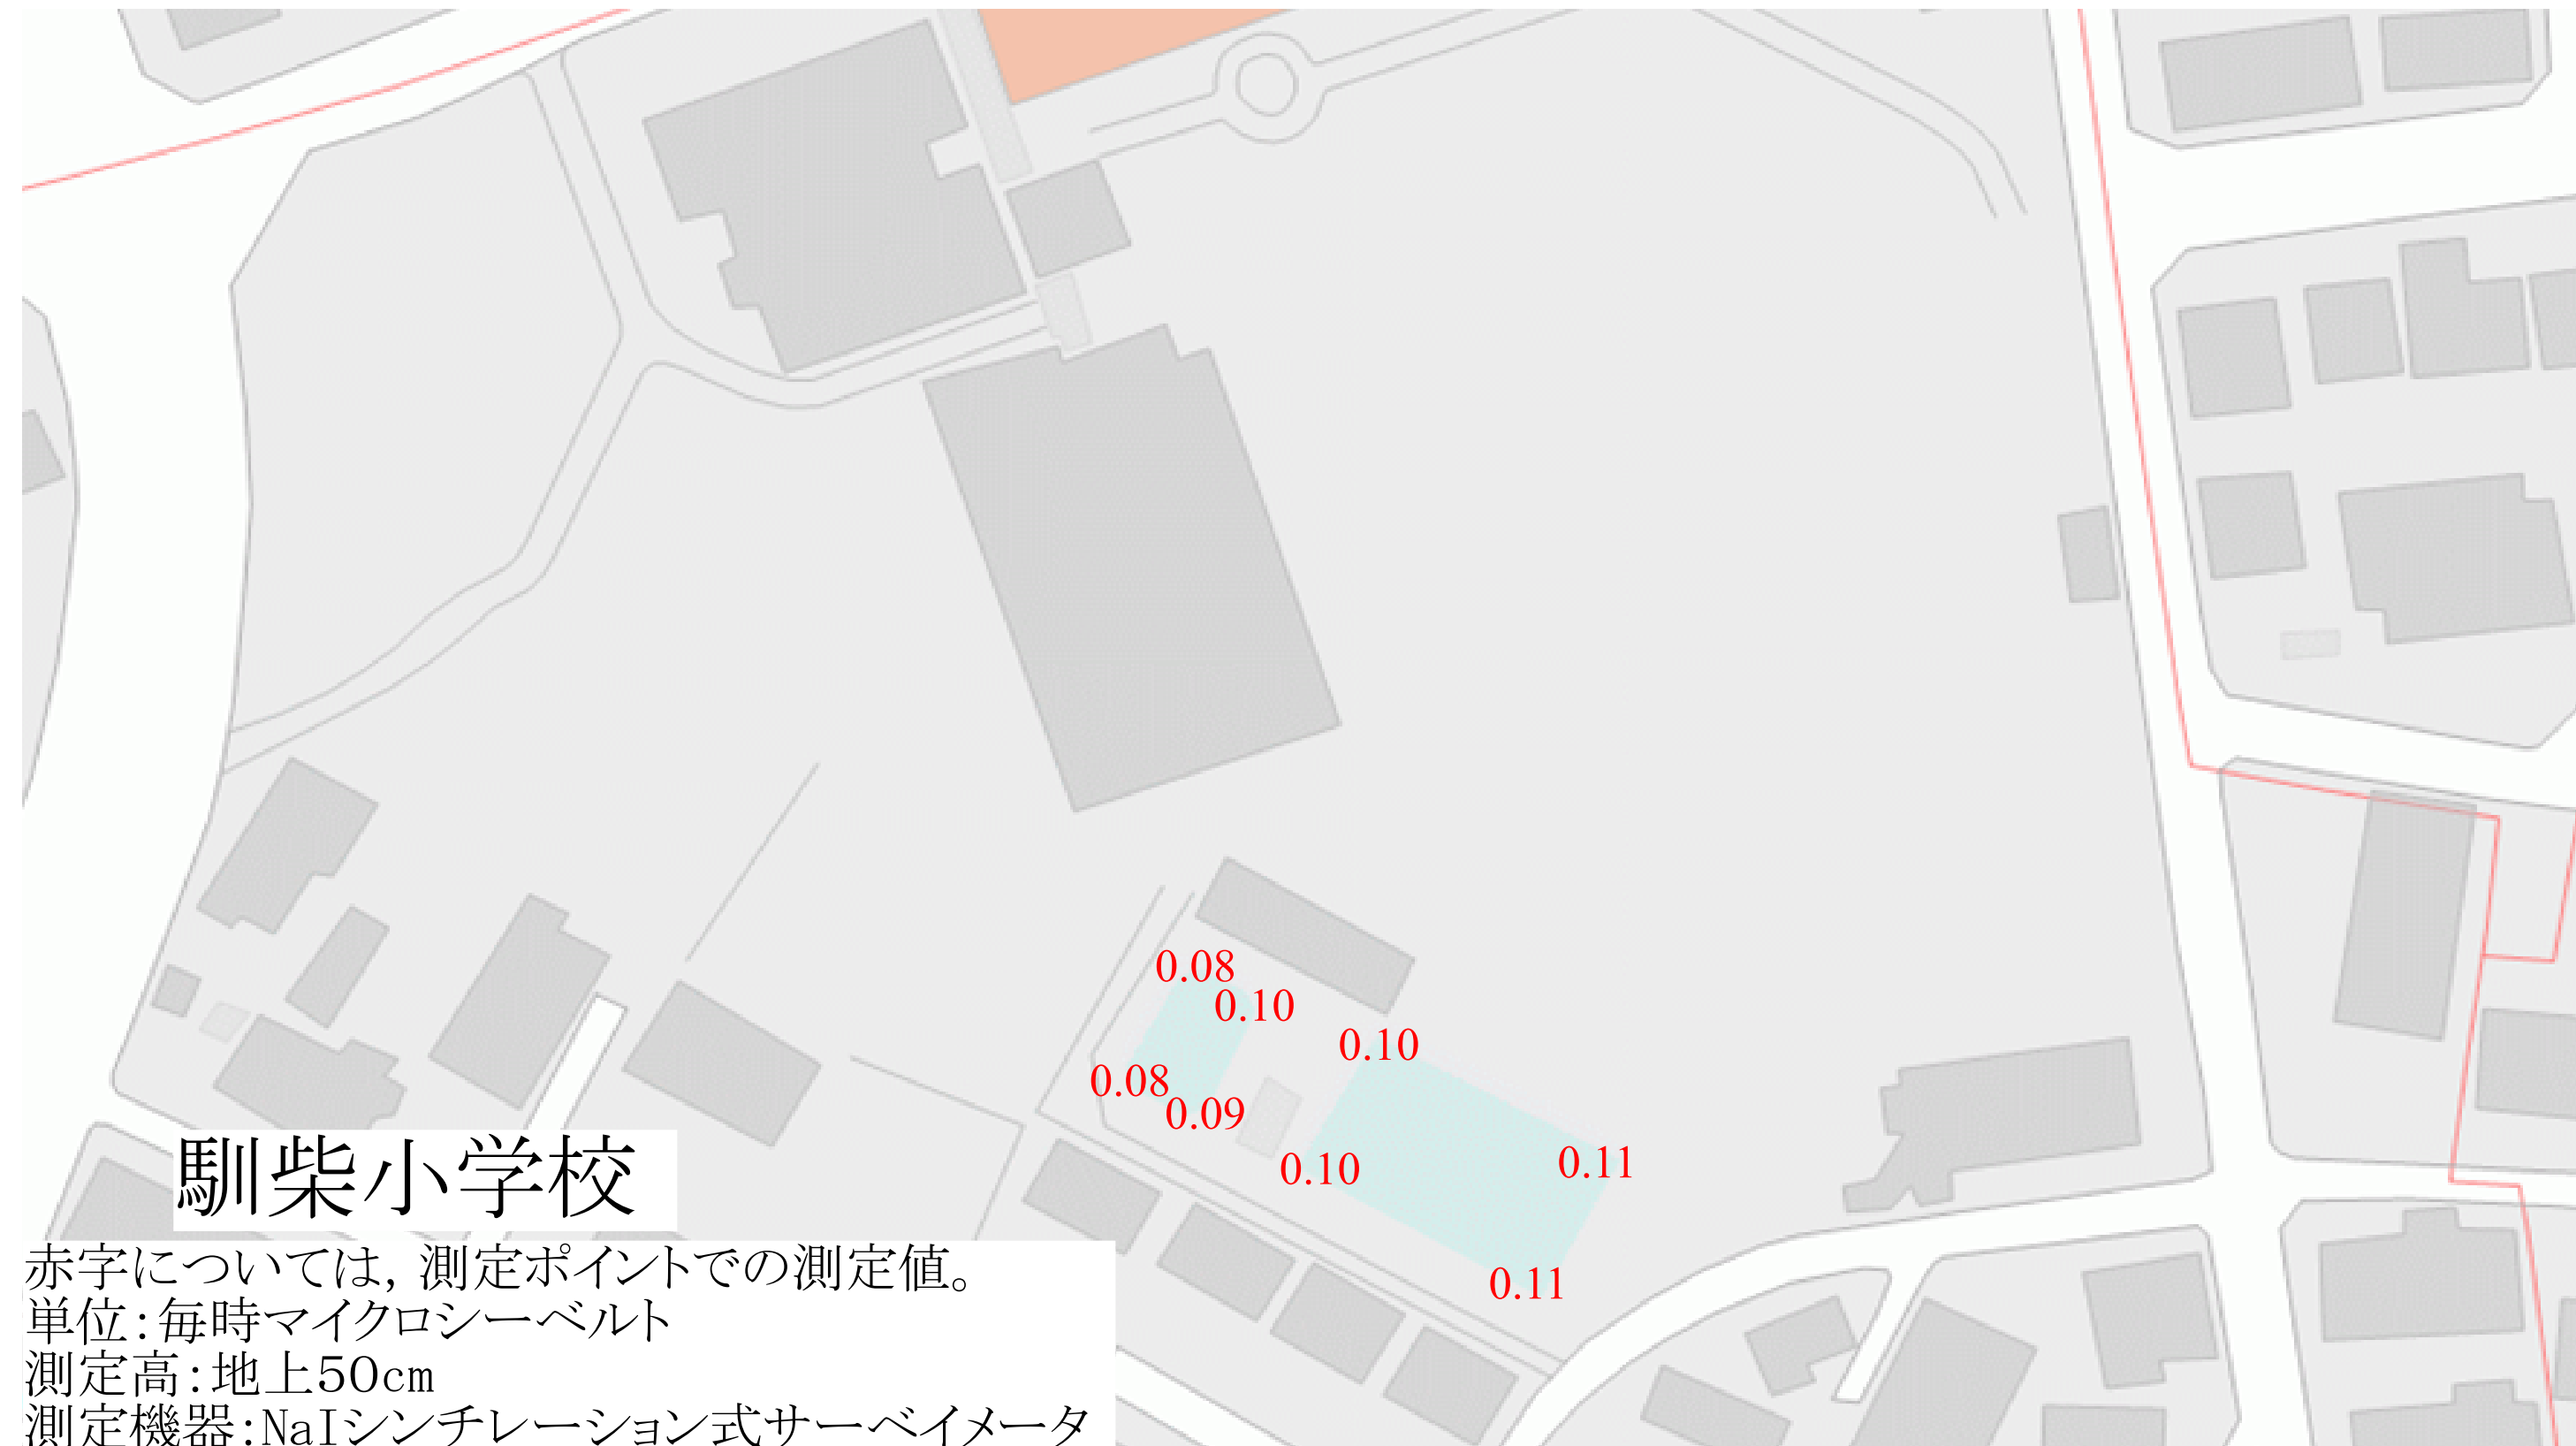 0.08
0.10
0.10
0.08
0.09
0.10
0.11
0.11
馴柴小学校
赤字については，測定ポイントでの測定値。
単位：毎時マイクロシーベルト
測定高：地上50cm
測定機器：NaIシンチレーション式サーベイメータ